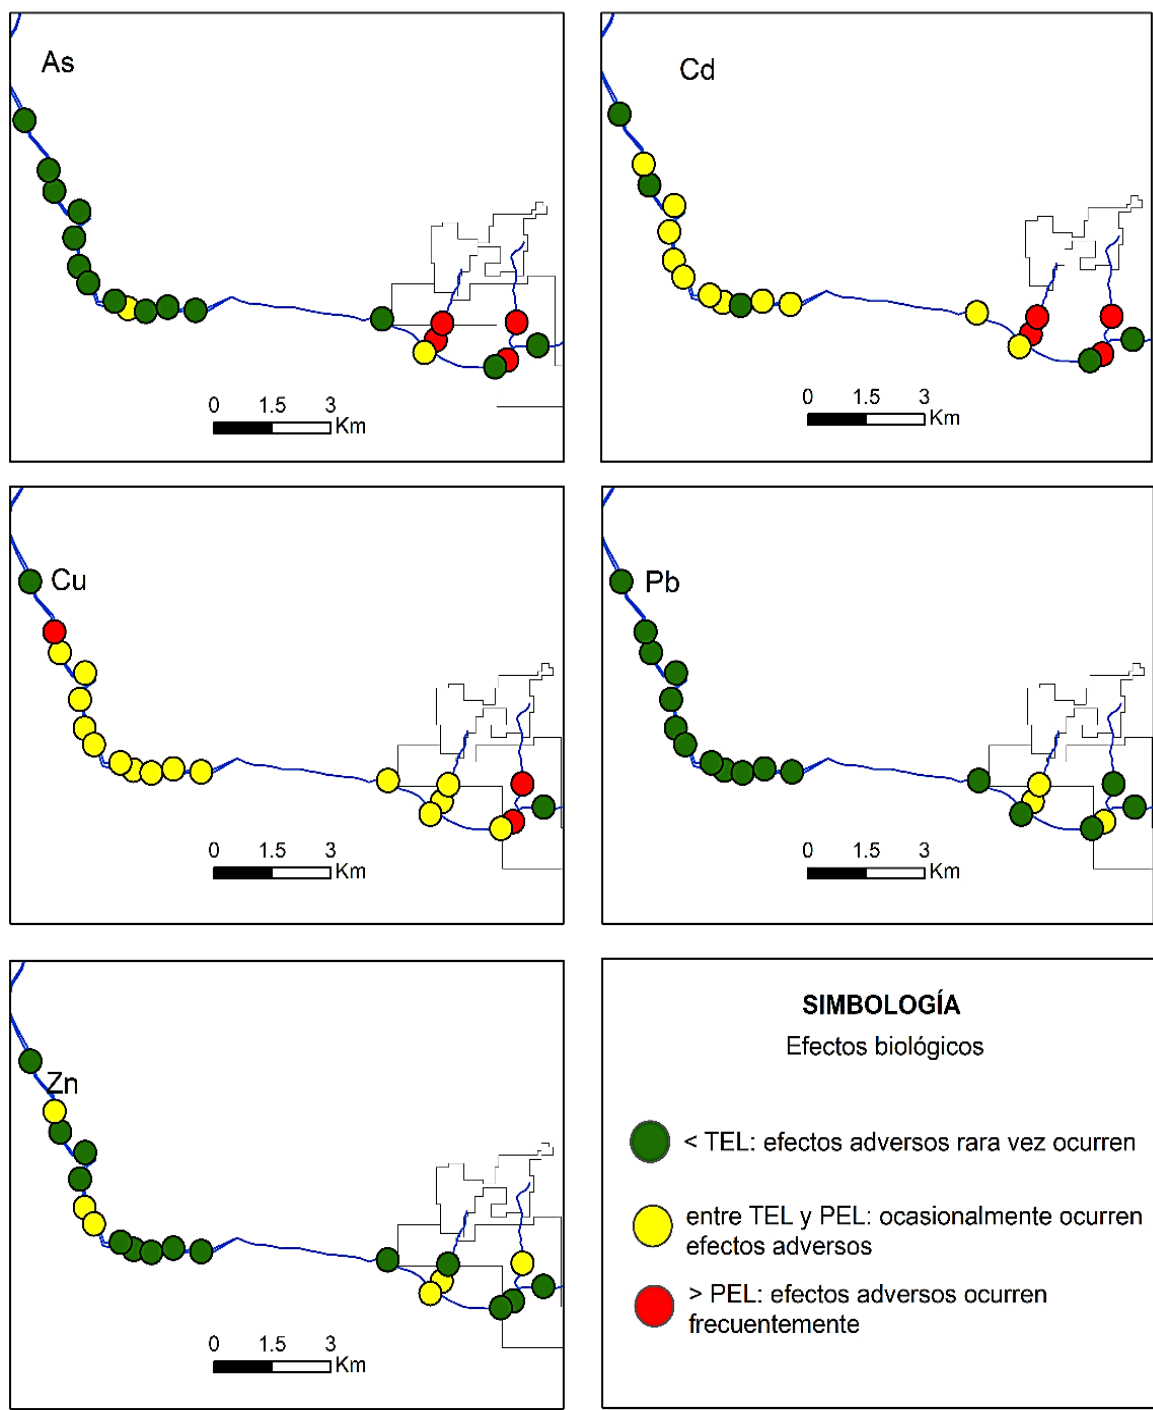 As
0 1.5 3
Km
Cd
0 1.5 3
Km
Cu
0 1.5 3
Km
Pb
0 1.5 3
Km
Zn
0 1.5 3
Km
SIMBOLOGÍA
Efectos biológicos
< TEL: efectos adversos rara vez ocurren
entre TEL y PEL: ocasionalmente ocurren
efectos adversos
> PEL: efectos adversos ocurren
frecuentemente